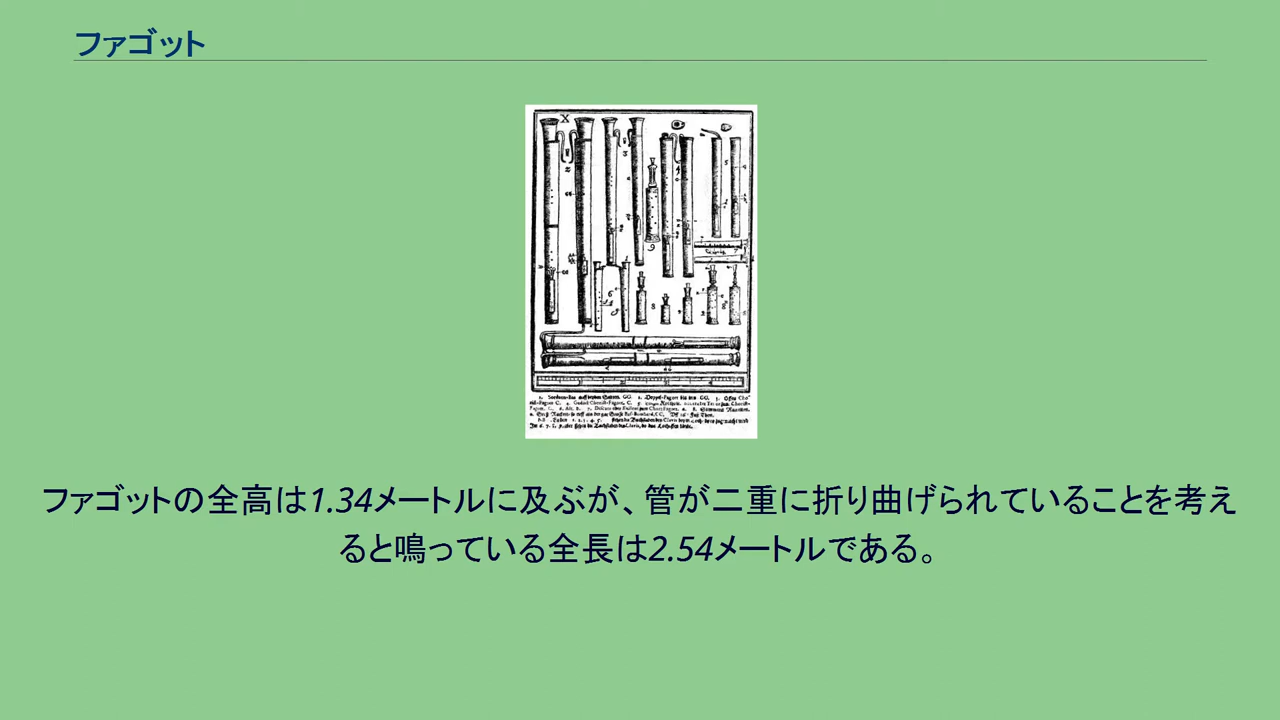 ファゴット
ファゴットの全高は1.34メートルに及ぶが、管が二重に折り曲げられていることを考え
ると鳴っている全長は2.54メートルである。